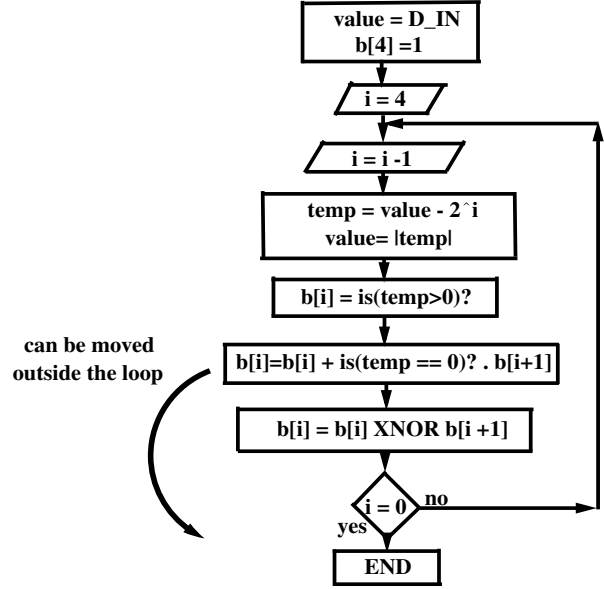 value = D_IN
b[4] =1
i = 4
i = i -1
temp = value - 2^i
value= |temp|
b[i] = is(temp>0)?
can be moved
outside the loop
b[i]=b[i] + is(temp == 0)? . b[i+1]
b[i] = b[i] XNOR b[i +1]
i = 0
no
yes
END